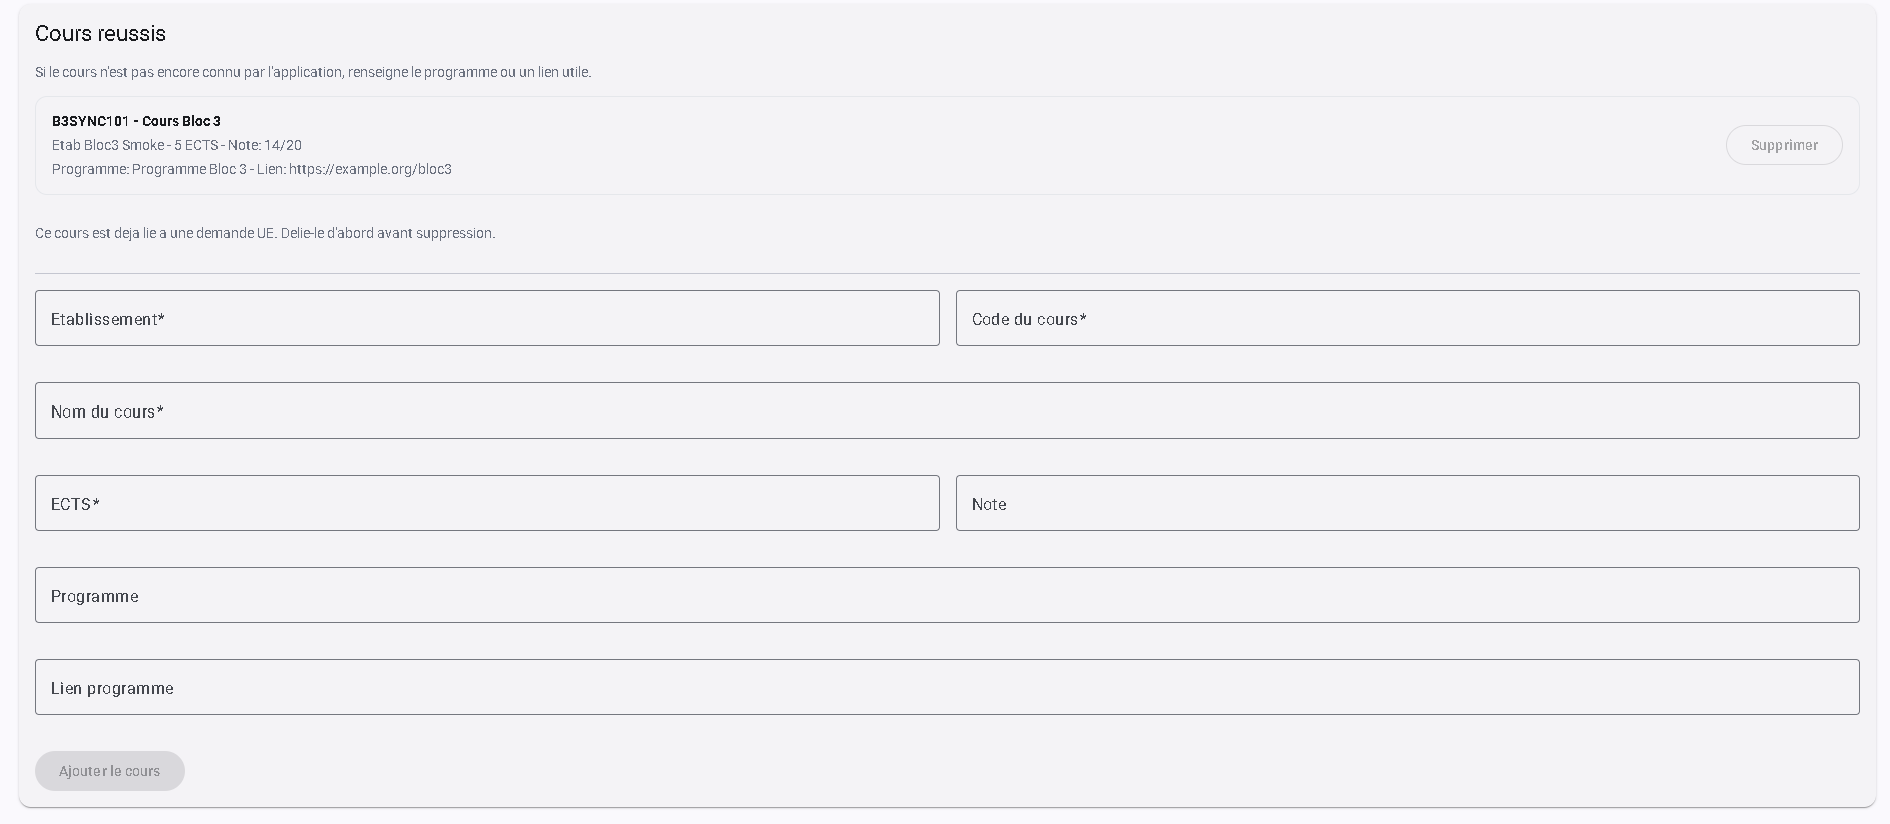 Cours reussis
Si le cours n'est pas encore connu par l'application, renseigne le programme ou un lien utile.
B3SYNC101 - Cours Bloc 3
Etab Bloc3 Smoke - 5 ECTS - Note: 14/20
Programme: Programme Bloc 3 - Lien: https://example.org/bloc3
Supprimer
Ce cours est deja lie a une demande UE. Delie-le d'abord avant suppression.
Etablissement*
Code du cours*
Nom du cours*
ECTS*
Note
Programme
Lien programme
Ajouter le cours